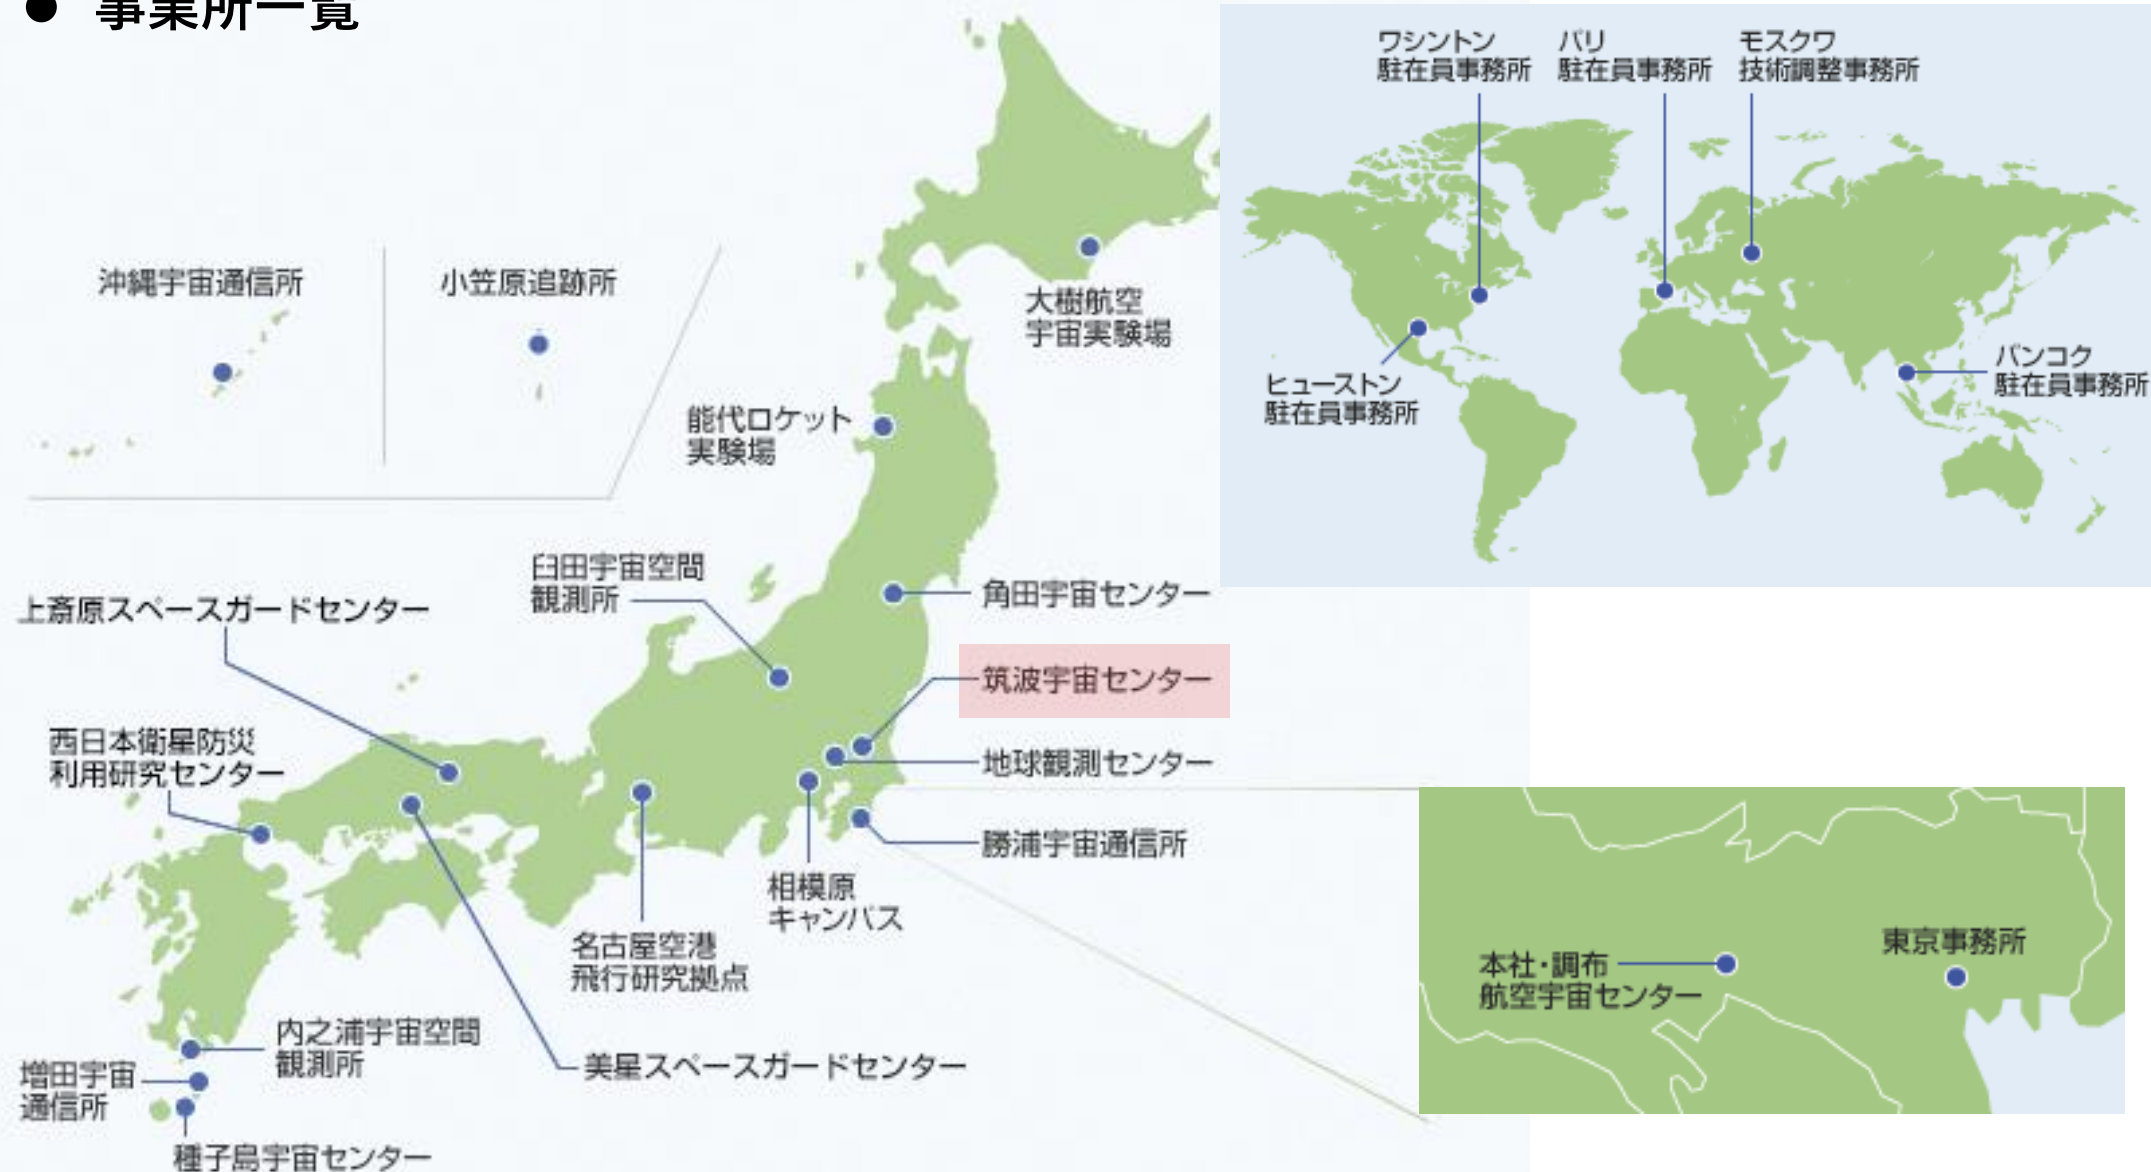 ● 事業所一覧
ワシントン
駐在員事務所
パリ
駐在員事務所
モスクワ
技術調整事務所
ヒューストン
駐在員事務所
バンコク
駐在員事務所
沖縄宇宙通信所
小笠原追跡所
大樹航空
宇宙実験場
能代ロケット
実験場
臼田宇宙空間
観測所
角田宇宙センター
上斎原スペースガードセンター
筑波宇宙センター
西日本衛星防災
利用研究センター
地球観測センター
勝浦宇宙通信所
相模原
キャンパス
名古屋空港
飛行研究拠点
本社・調布
航空宇宙センター
東京事務所
内之浦宇宙空間
観測所
美星スペースガードセンター
増田宇宙
通信所
種子島宇宙センター